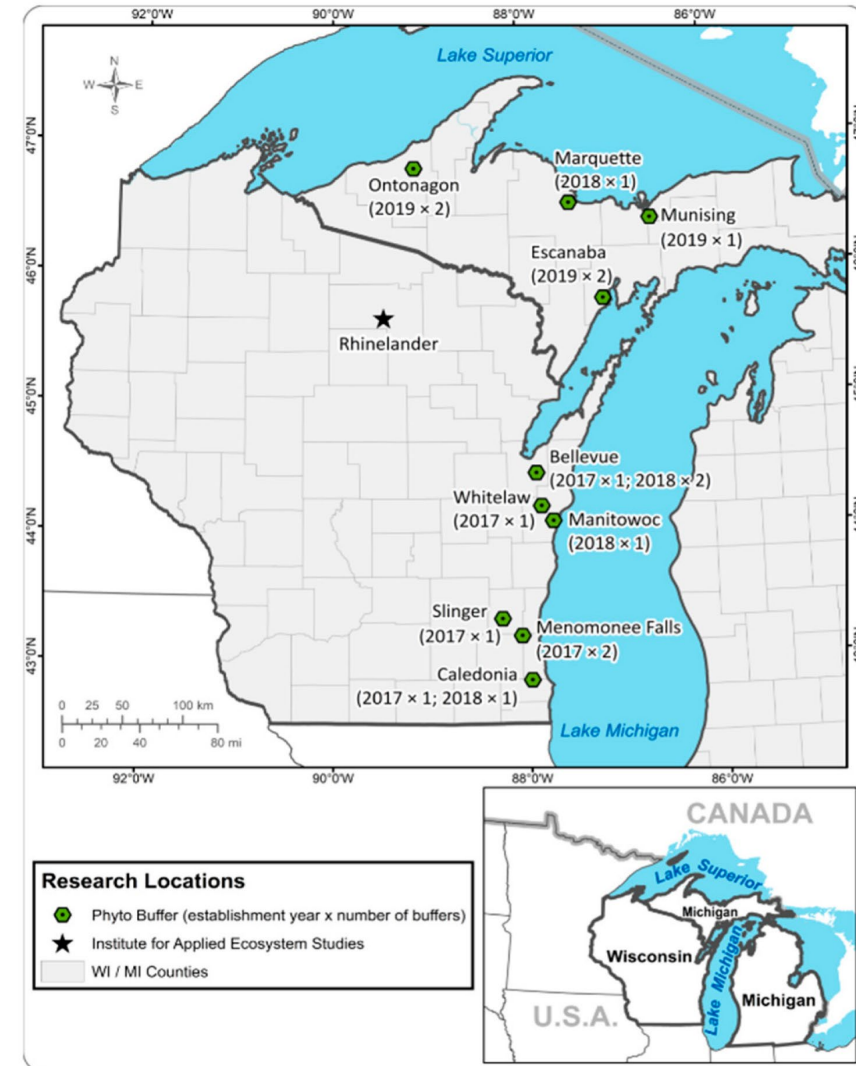 92°0'W 90°0'W 88°0'W 86°0'W
N
W E
S
Lake Superior
47°0'N
Marquette
(2018 × 1)
Ontonagon
(2019 × 2)
Munising
(2019 × 1)
46°0'N
Escanaba
(2019 × 2)
Rhinelander
45°0'N
Bellevue
(2017 × 1; 2018 × 2)
Whitelaw
(2017 × 1)
44°0'N
Manitowoc
(2018 × 1)
Slinger
(2017 × 1)
Menomonee Falls
(2017 × 2)
43°0'N
Caledonia
(2017 × 1; 2018 × 1)
0 25 50 100 km
0 20 40 80 mi
Lake Michigan
92°0'W 90°0'W 88°0'W 86°0'W
Research Locations
Phyto Buffer (establishment year x number of buffers)
Institute for Applied Ecosystem Studies
WI / MI Counties
CANADA
Lake Superior
Michigan
Wisconsin
Lake Michigan
Michigan
U.S.A.